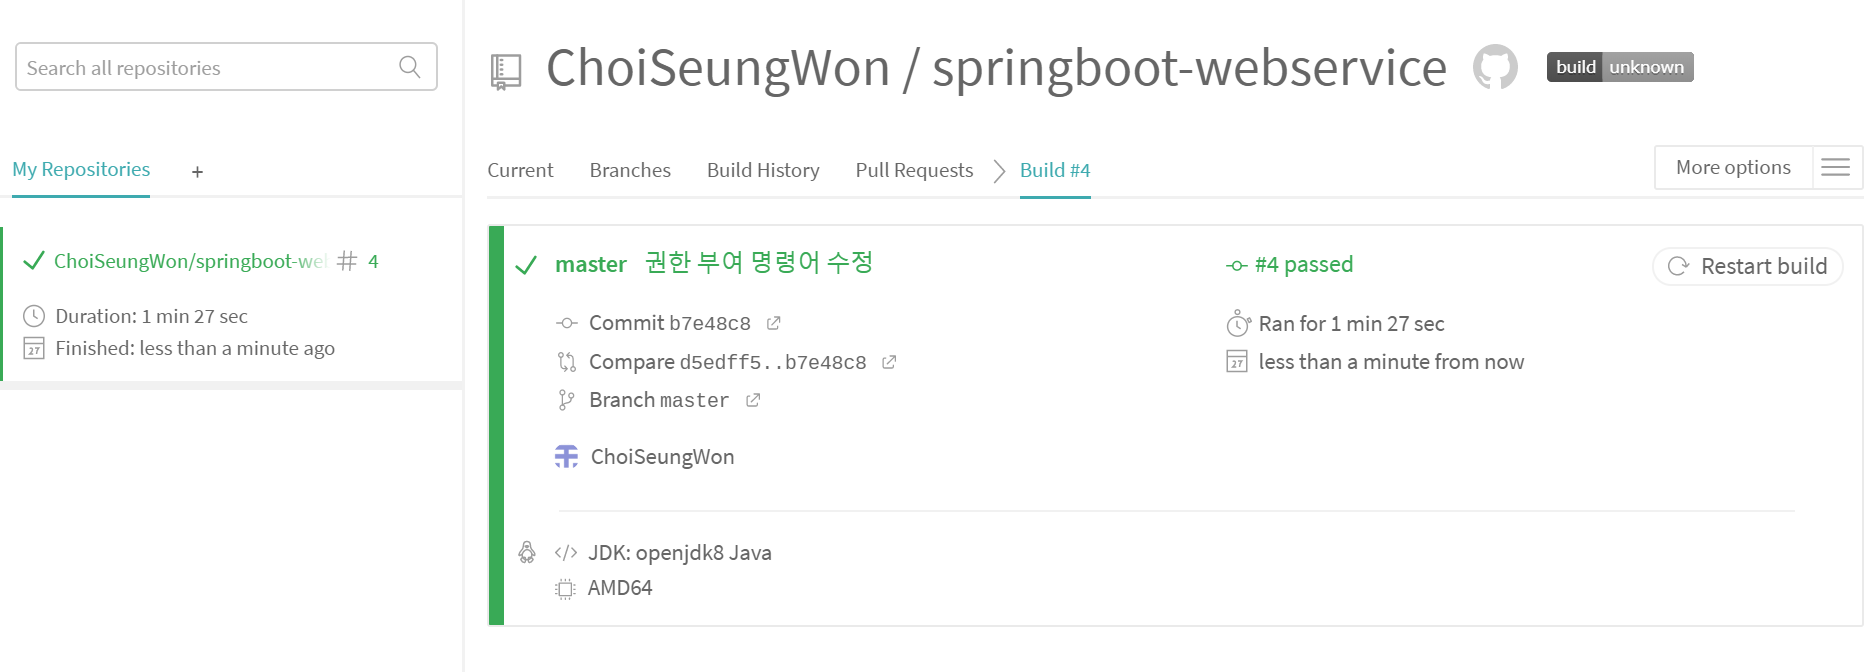 Search all repositories
My Repositories +
ChoiSeungWon/springboot-web # 4
Duration: 1 min 27 sec
Finished: less than a minute ago
ChoiSeungWon / springboot-webservice
build unknown
Current Branches Build History Pull Requests Build #4
More options
master 권한 부여 명령어 수정
#4 passed
Restart build
Commit b7e48c8
Ran for 1 min 27 sec
Compare d5edff5..b7e48c8
less than a minute from now
Branch master
ChoiSeungWon
</> JDK: openjdk8 Java
AMD64